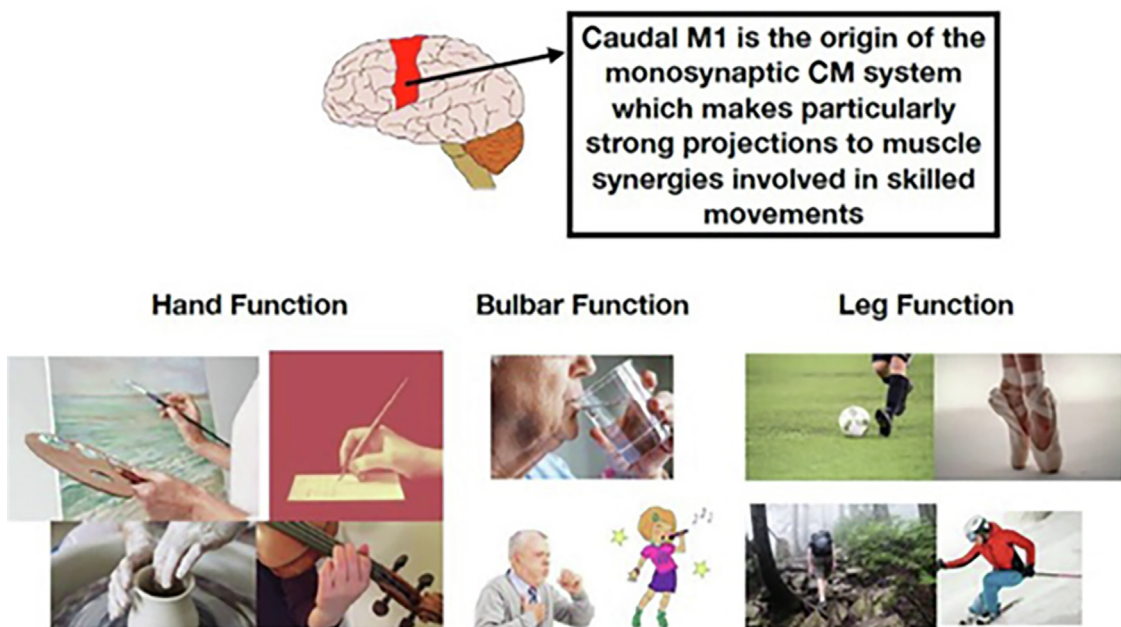 Caudal M1 is the origin of the
monosynaptic CM system
which makes particularly
strong projections to muscle
synergies involved in skilled
movements
Hand Function
Bulbar Function
Leg Function